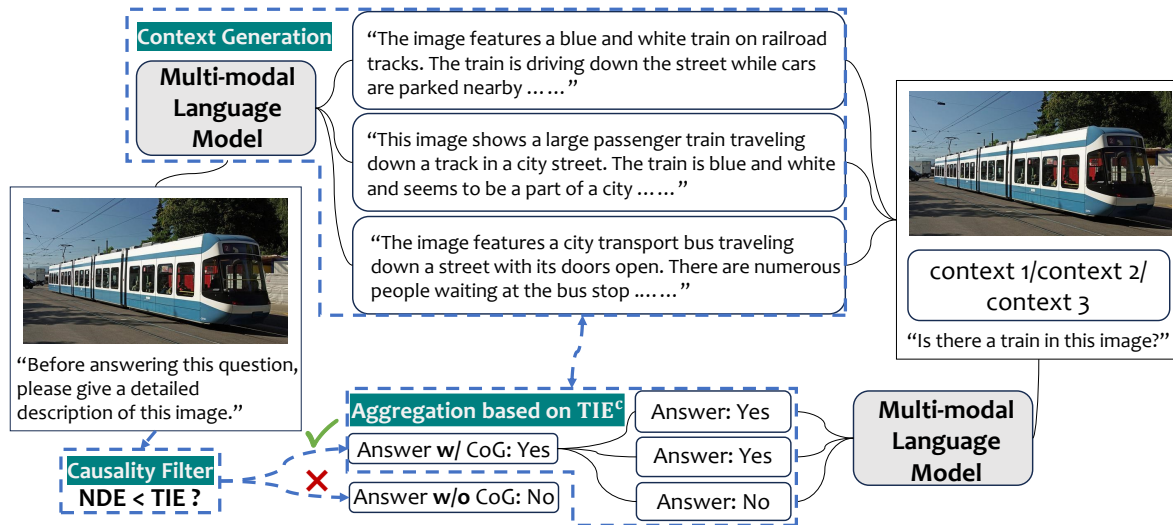 Context Generation
Multi-modal
Language
Model
“The image features a blue and white train on railroad
tracks. The train is driving down the street while cars
are parked nearby ... ... ”
“This image shows a large passenger train traveling
down a track in a city street. The train is blue and white
and seems to be a part of a city ... ... ”
“The image features a city transport bus traveling
down a street with its doors open. There are numerous
people waiting at the bus stop ..... ... ”
“Before answering this question,
please give a detailed
description of this image.”
context 1/context 2/
context 3
“Is there a train in this image?”
Causality Filter
NDE < TIE ?
Aggregation based on TIEᶜ
Answer w/ CoG: Yes
Answer w/o CoG: No
Answer: Yes
Answer: Yes
Answer: No
Multi-modal
Language
Model